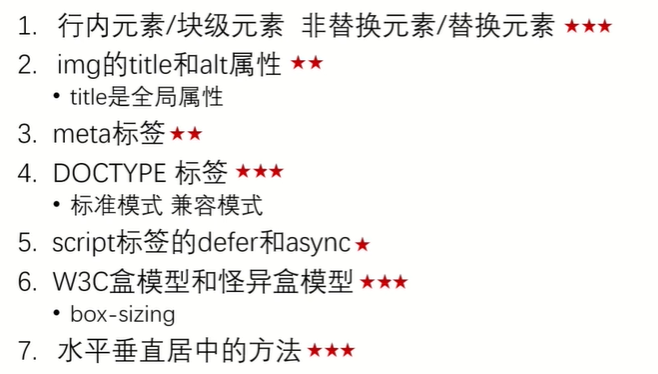 1. 行内元素/块级元素 非替换元素/替换元素 ★★★
2. img的title和alt属性 ★★
• title是全局属性
3. meta标签★★
4. DOCTYPE 标签 ★★★
• 标准模式 兼容模式
5. script标签的defer和async★
6. W3C盒模型和怪异盒模型 ★★★
• box-sizing
7. 水平垂直居中的方法 ★★★